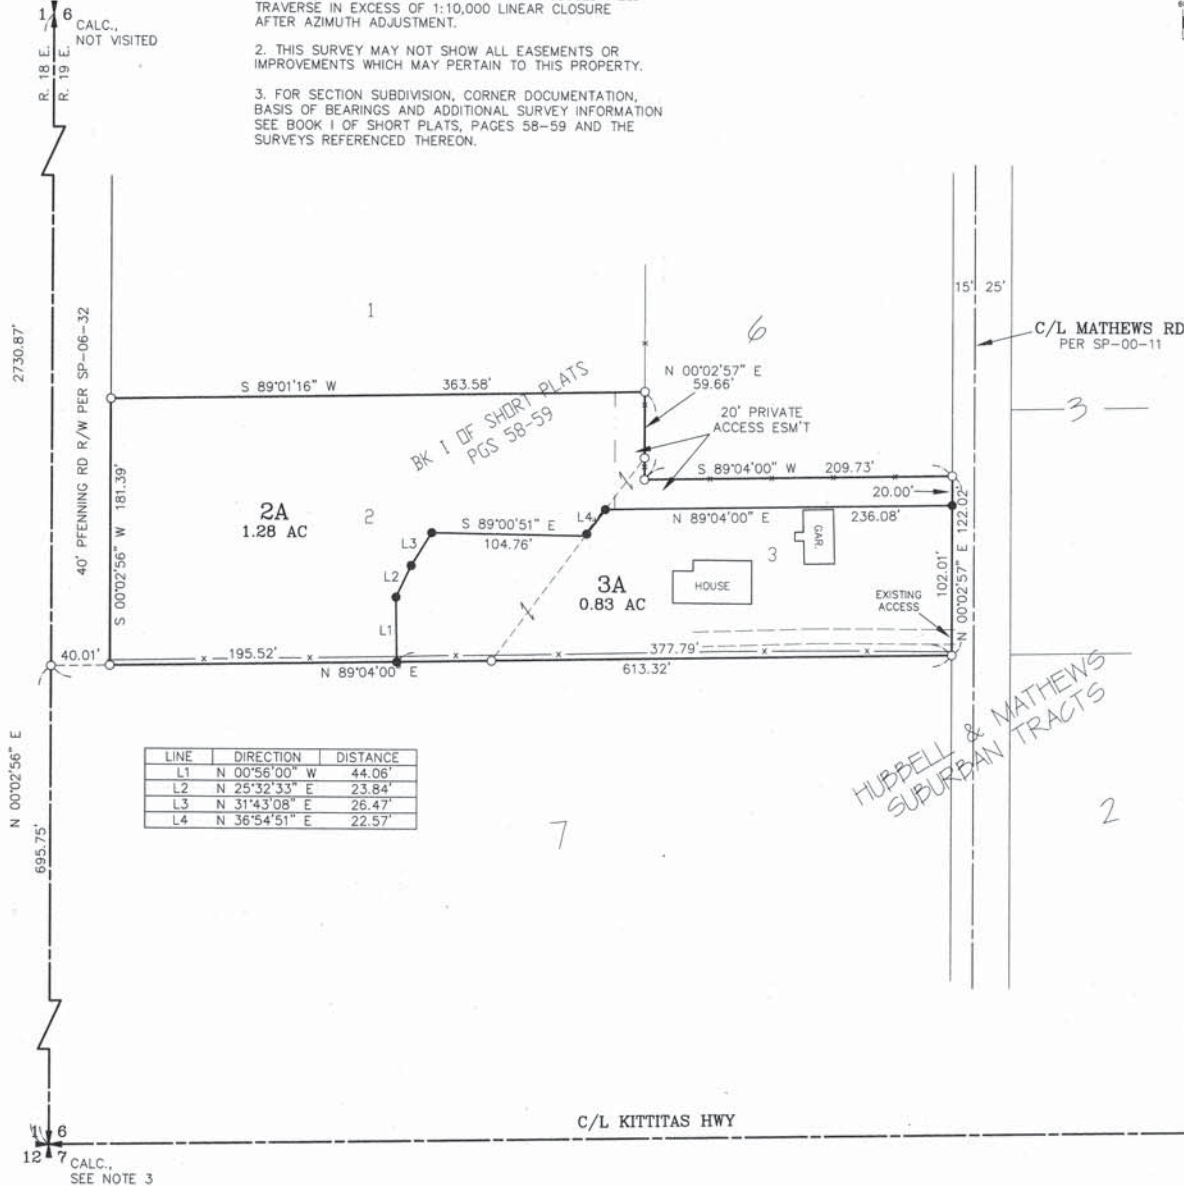 TRAVERSE IN EXCESS OF 1:10,000 LINEAR CLOSURE
AFTER AZIMUTH ADJUSTMENT.
2. THIS SURVEY MAY NOT SHOW ALL EASEMENTS OR
IMPROVEMENTS WHICH MAY PERTAIN TO THIS PROPERTY.
3. FOR SECTION SUBDIVISION, CORNER DOCUMENTATION,
BASIS OF BEARINGS AND ADDITIONAL SURVEY INFORMATION
SEE BOOK I OF SHORT PLATS, PAGES 58-59 AND THE
SURVEYS REFERENCED THEREON.
1 6
CALC.,
NOT VISITED
R. 18 E.
R. 19 E.
2730.87'
40' PFENNING RD R/W PER SP-06-32
1
6
15' 25'
C/L MATHEWS RD
PER SP-00-11
S 89°01'16" W 363.58'
N 00°02'57" E
59.66'
BK I OF SHORT PLATS
PGS 58-59
20' PRIVATE
ACCESS ESM'T
3
S 89°04'00" W 209.73'
20.00'
S 00°02'56" W 181.39'
2A
1.28 AC
2
L4
N 89°04'00" E 236.08'
S 89°00'51" E
104.76'
L3
L2
L1
GAR.
3
HOUSE
3A
0.83 AC
EXISTING
ACCESS
102.01'
N 00°02'57" E 122.02'
40.01'
195.52'
377.79'
N 89°04'00" E
613.32'
HUBBELL & MATHEWS
SUBURBAN TRACTS
N 00°02'56" E
695.75'
LINE DIRECTION DISTANCE
L1 N 00°56'00" W 44.06'
L2 N 25°32'33" E 23.84'
L3 N 31°43'08" E 26.47'
L4 N 36°54'51" E 22.57'
7
2
C/L KITTITAS HWY
1 6
12 7
CALC.,
SEE NOTE 3